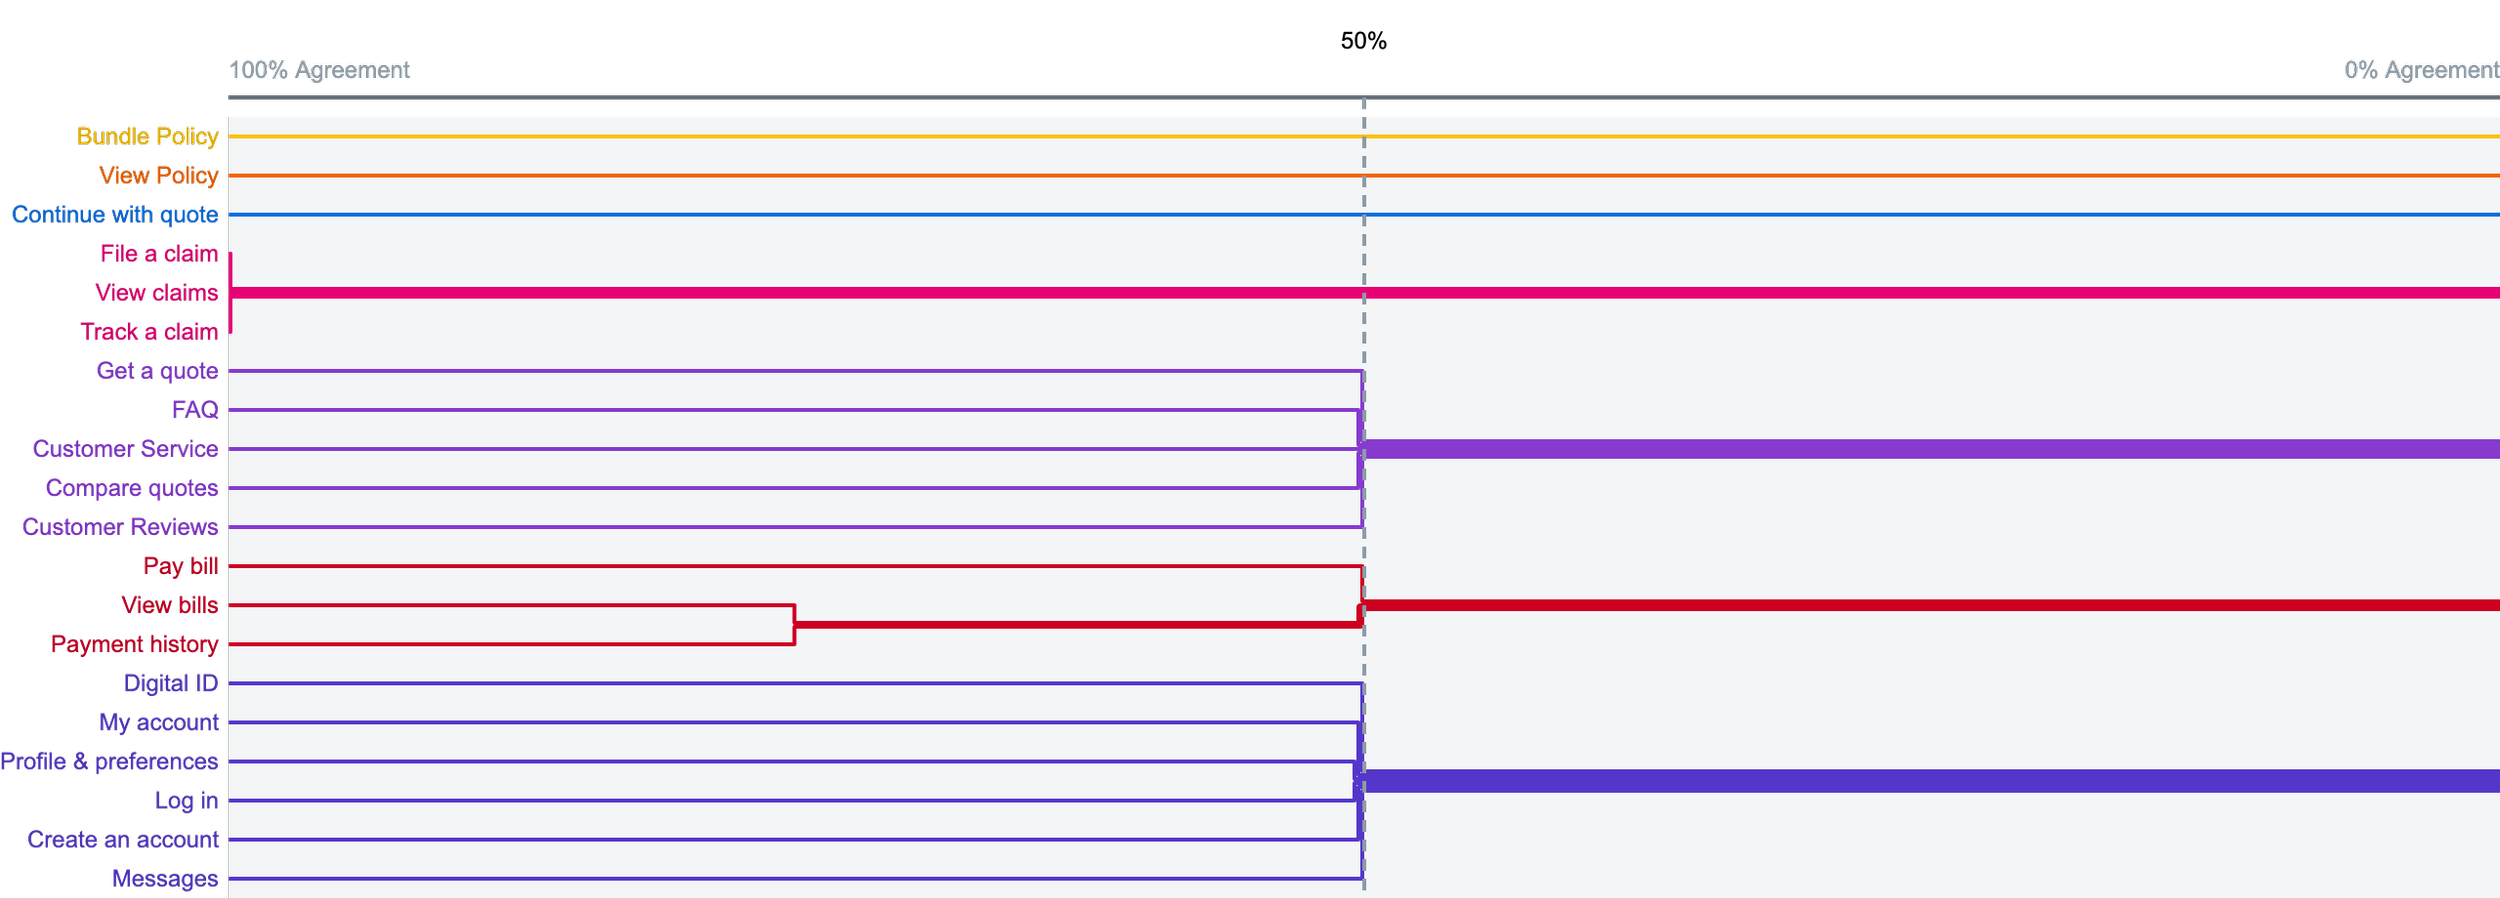 50%
100% Agreement
0% Agreement
Bundle Policy
View Policy
Continue with quote
File a claim
View claims
Track a claim
Get a quote
FAQ
Customer Service
Compare quotes
Customer Reviews
Pay bill
View bills
Payment history
Digital ID
My account
Profile & preferences
Log in
Create an account
Messages